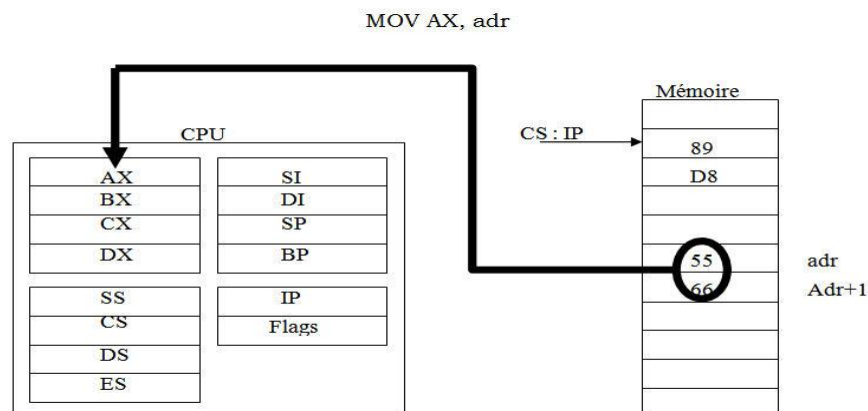 MOV AX, adr
Mémoire
CPU
CS : IP
89
D8
AX
SI
BX
DI
CX
SP
DX
BP
55
adr
66
Adr+1
SS
IP
CS
Flags
DS
ES